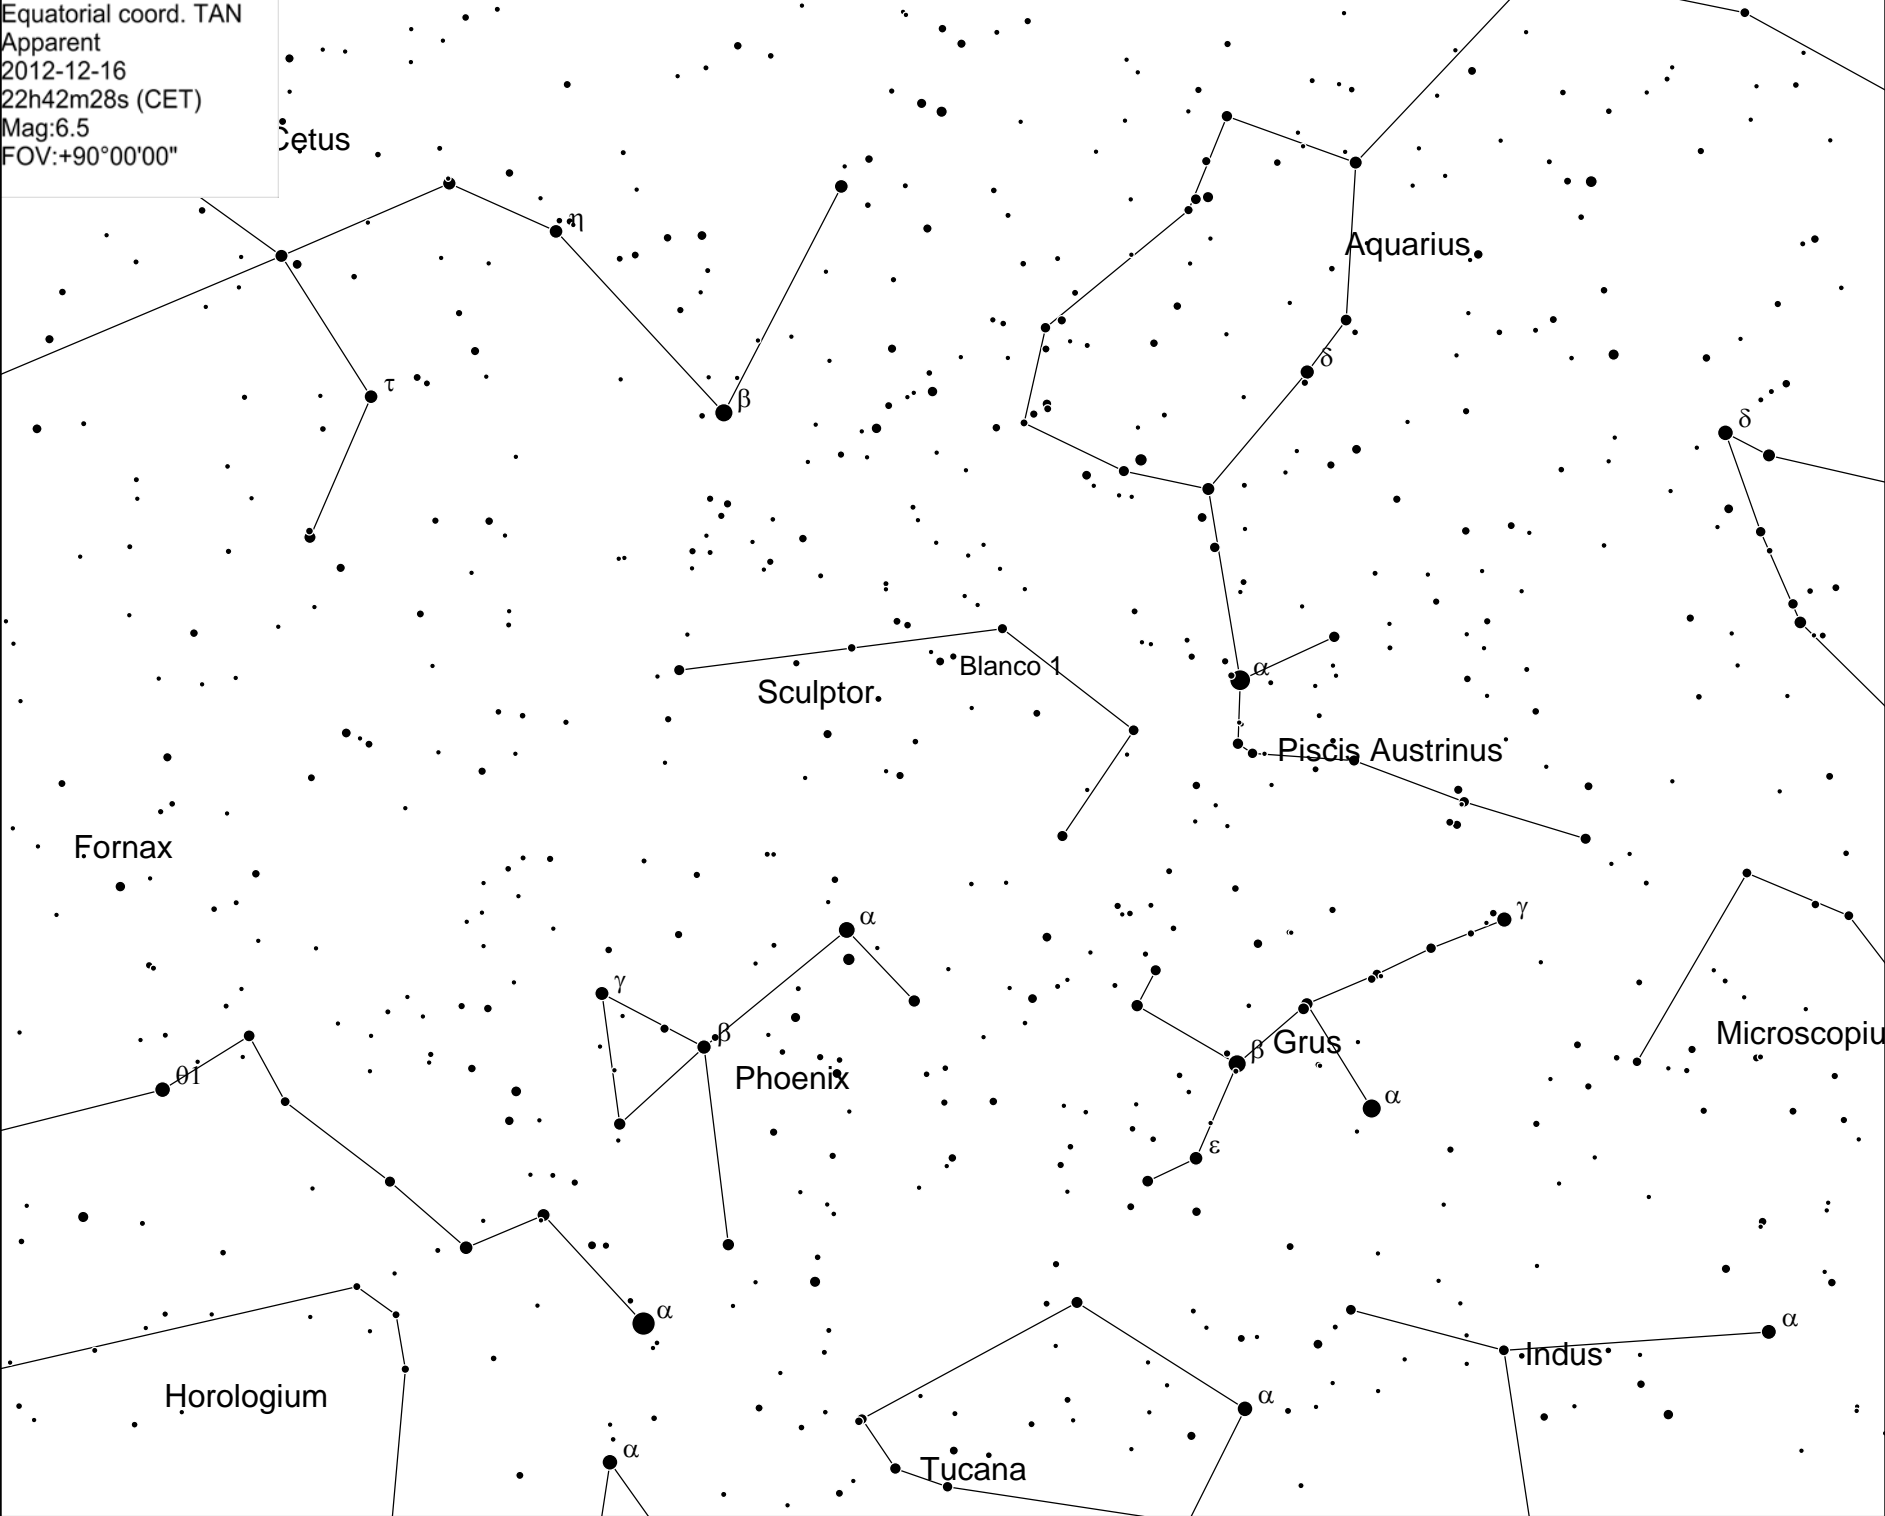 Equatorial coord. TAN
Apparent
2012-12-16
22h42m28s (CET)
Mag:6.5
FOV:+90°00'00"
Cetus
η
Aquarius
δ
τ
β
δ
Blanco 1
α
Sculptor
Piscis Austrinus
Fornax
α
γ
γ
β
Grus
β
Microscopiu
θ1
Phoenix
α
ε
α
α
Indus
Horologium
α
α
Tucana